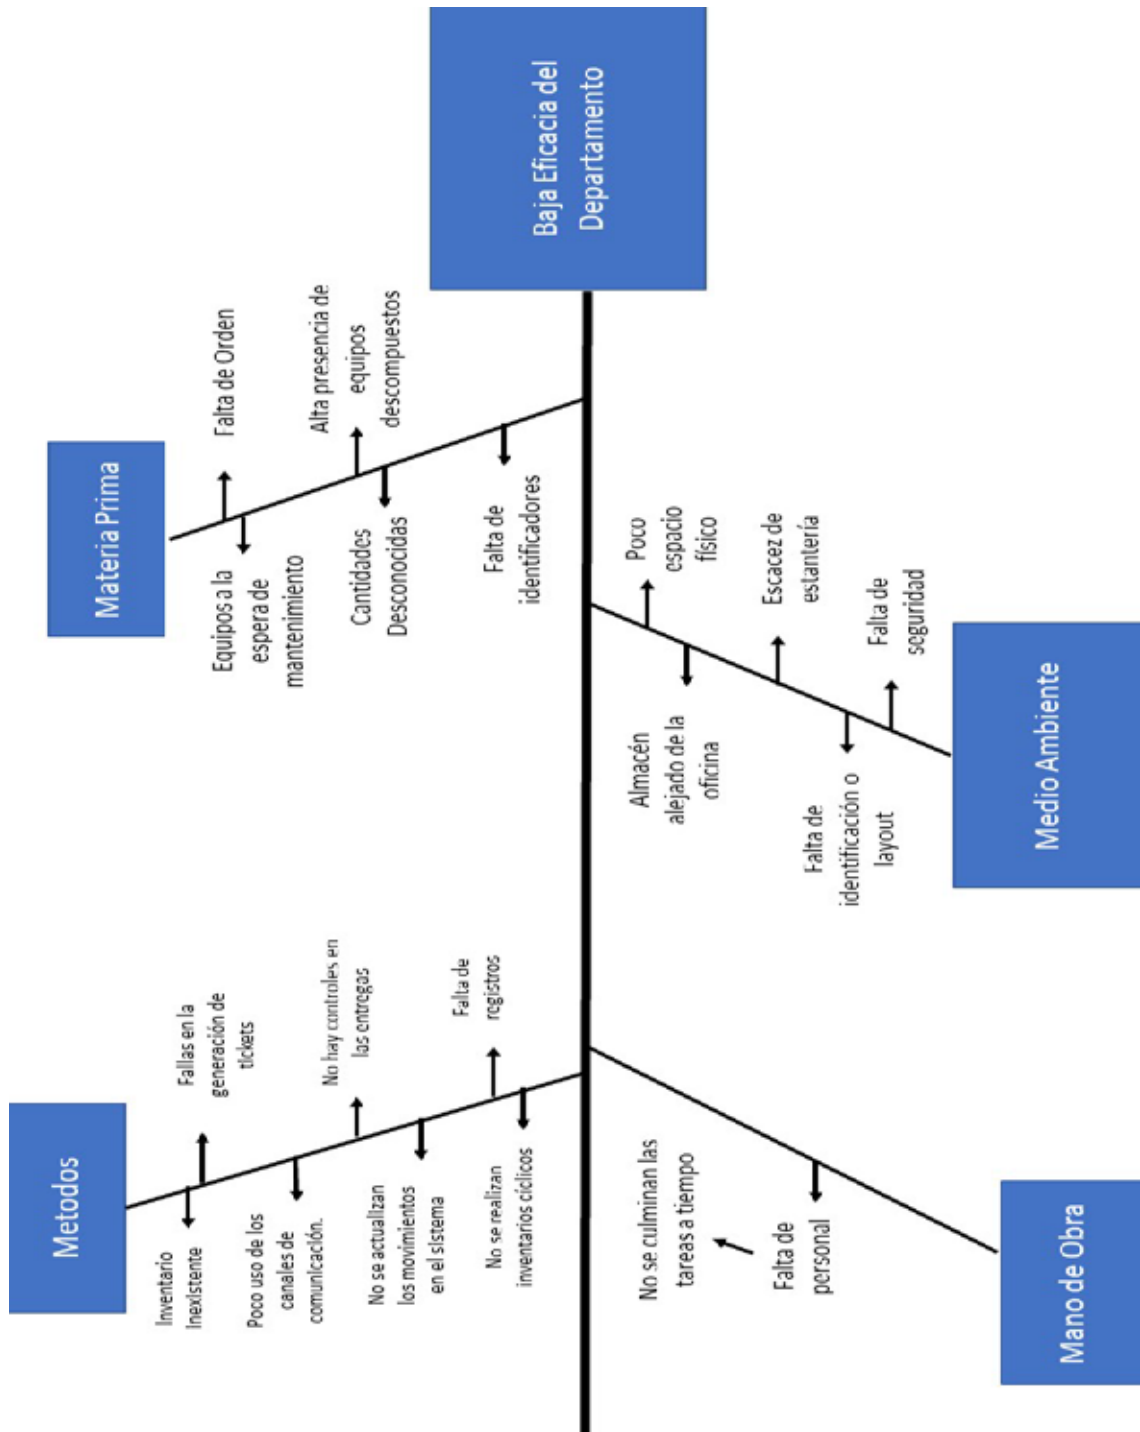 Metodos
Fallas en la
generación de
tickets
Inventario
Inexistente
No hay controles en
las entregas
Poco uso de los
canales de
comunicación.
No se actualizan
los movimientos
en el sistema
Falta de
registros
No se realizan
inventarios cíclicos
Materia Prima
Falta de Orden
Equipos a la
espera de
mantenimiento
Alta presencia de
equipos
descompuestos
Cantidades
Desconocidas
Falta de
identificadores
Baja Eficacia del
Departamento
No se culminan las
tareas a tiempo
Falta de
personal
Mano de Obra
Poco
espacio
físico
Almacén
alejado de la
oficina
Escacez de
estantería
Falta de
identificación o
layout
Falta de
seguridad
Medio Ambiente